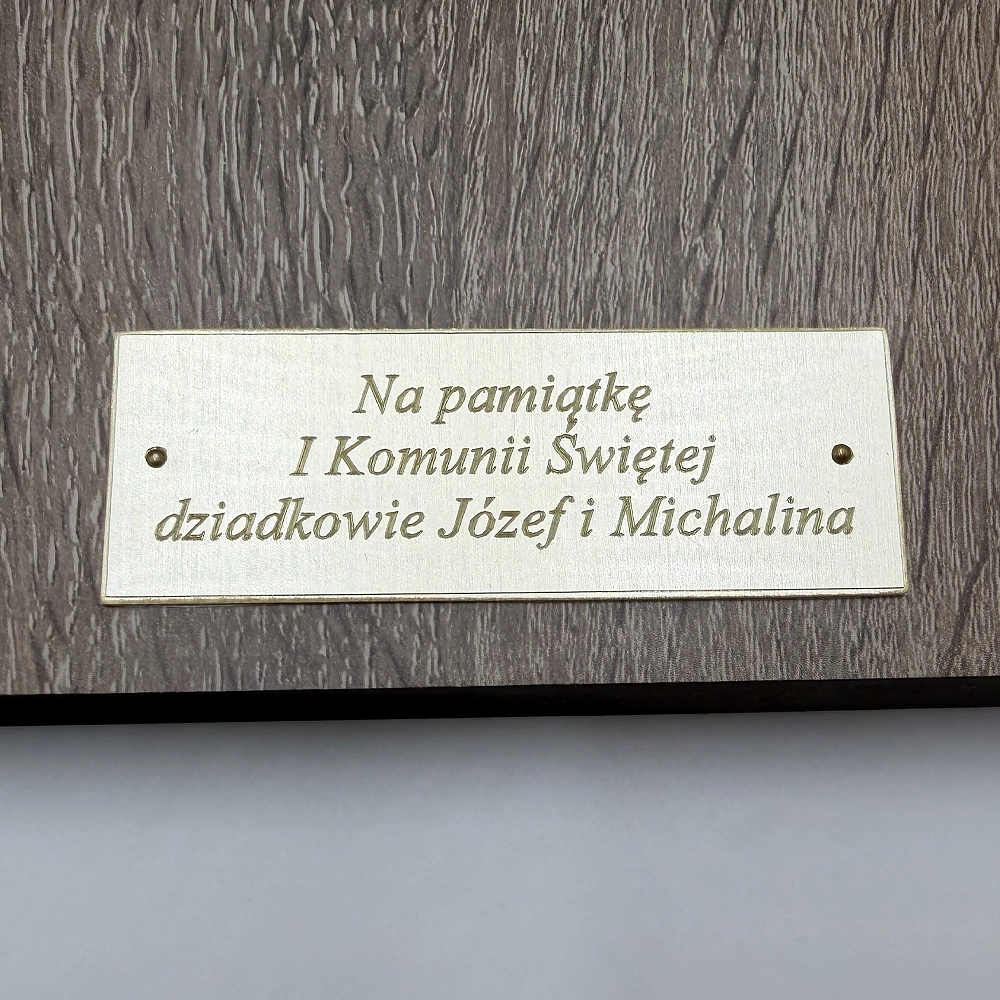 Na pamiątkę
I Komunii Świętej
dziadkowie Józef i Michalina